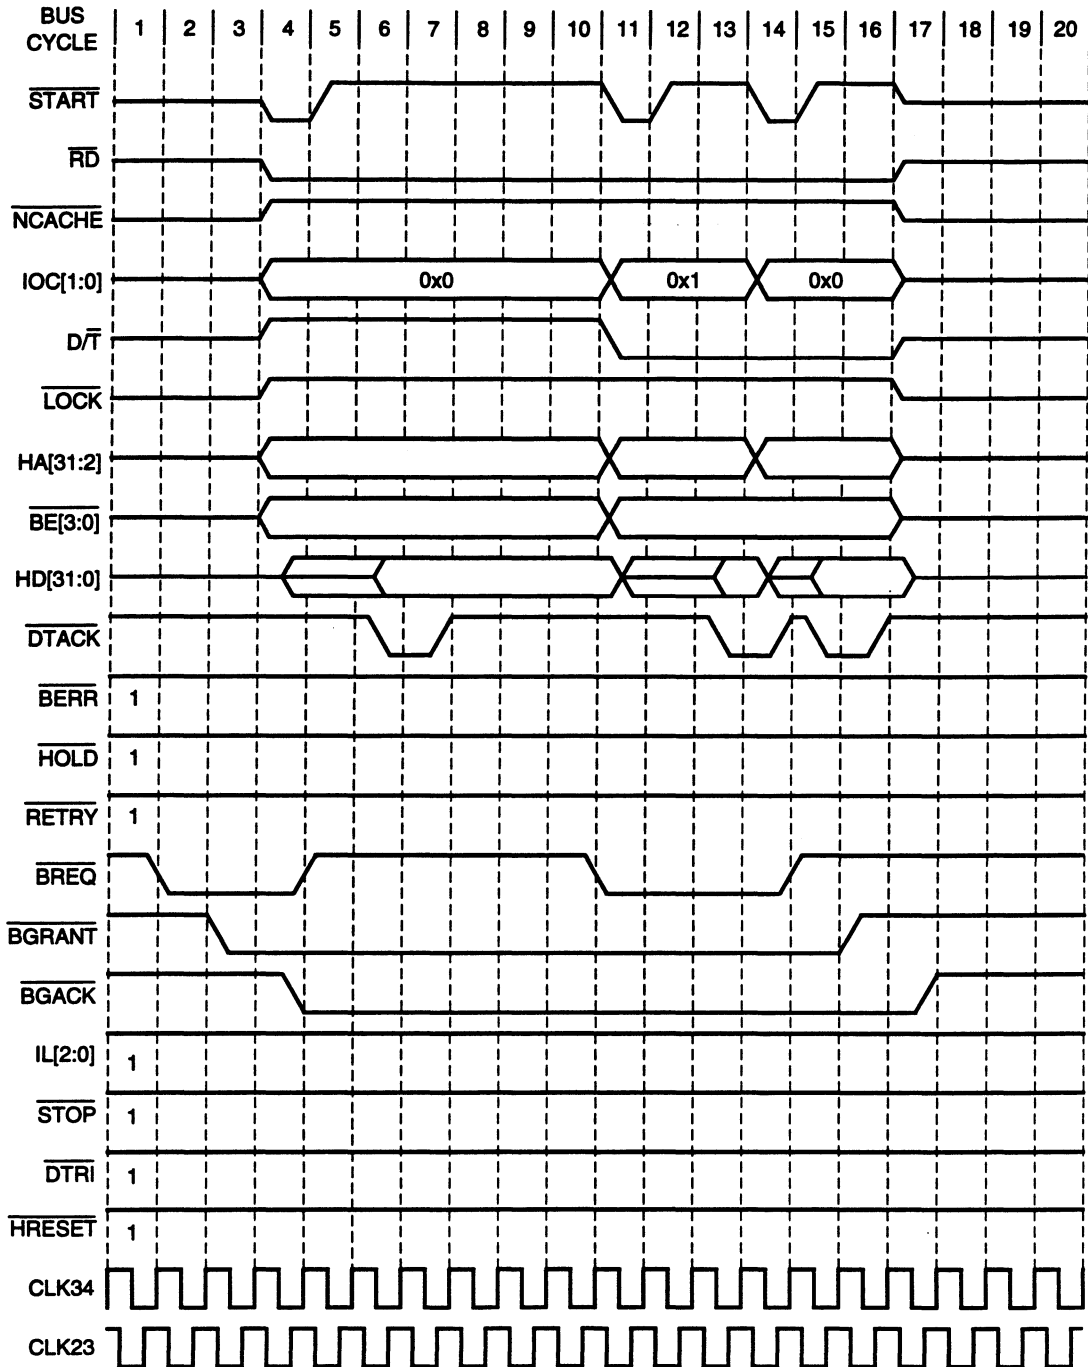 BUS
CYCLE 1 2 3 4 5 6 7 8 9 10 11 12 13 14 15 16 17 18 19 20
START
RD
NCACHE
IOC[1:0] 0x0 0x1 0x0
D/T
LOCK
HA[31:2]
BE[3:0]
HD[31:0]
DTACK
BERR 1
HOLD 1
RETRY 1
BREQ
BGRANT
BGACK
IL[2:0] 1
STOP 1
DTRI 1
HRESET 1
CLK34
CLK23